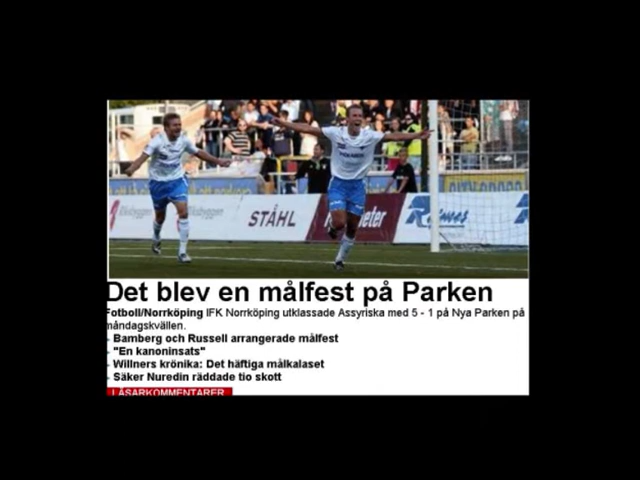 STÅHL
Det blev en målfest på Parken
Fotboll/Norrköping IFK Norrköping utklassade Assyriska med 5 - 1 på Nya Parken på
måndagskvällen.
Bamberg och Russell arrangerade målfest
"En kanoninsats"
Willners krönika: Det häftiga målkalaset
Säker Nuredin räddade tio skott
LÄSARKOMMENTARER